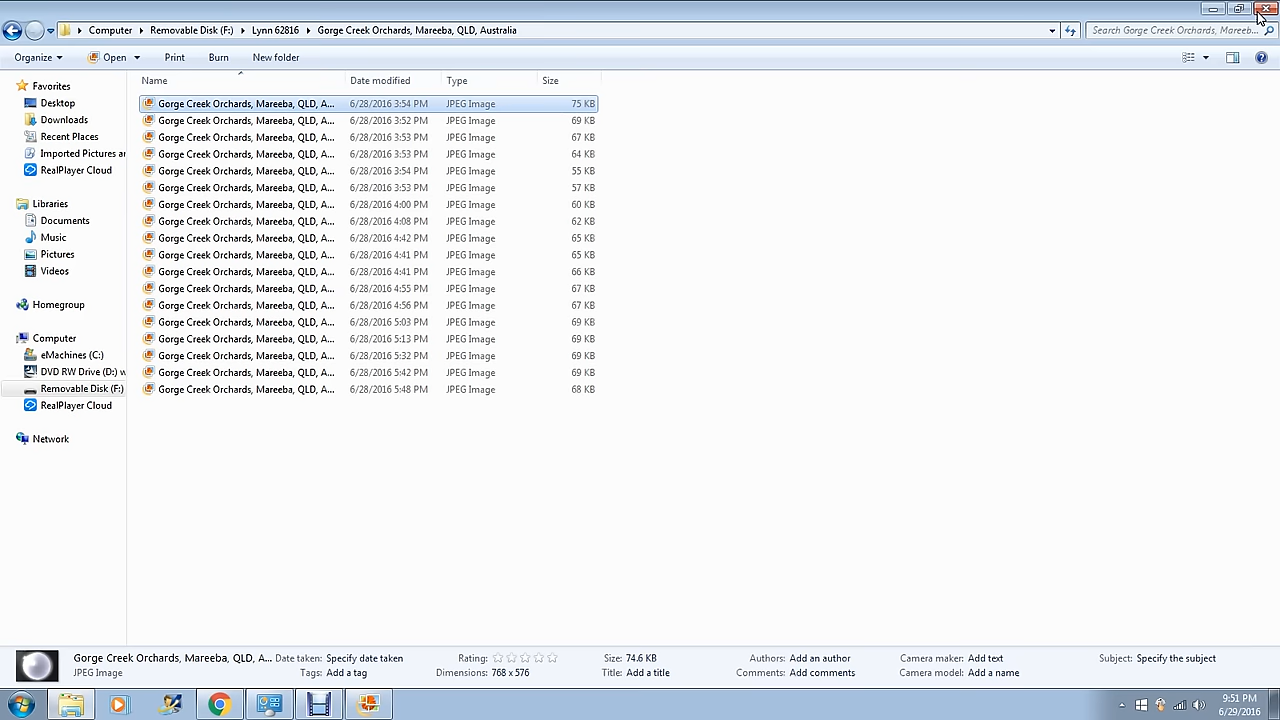 Computer Removable Disk (F:) Lynn 62816 Gorge Creek Orchards, Mareeba, QLD, Australia Search Gorge Creek Orchards, Mareeb...
Organize Open Print Burn New folder
Name Date modified Type Size
Favorites
Desktop
Downloads
Recent Places
Imported Pictures ar
RealPlayer Cloud
Libraries
Documents
Music
Pictures
Videos
Homegroup
Computer
eMachines (C:)
DVD RW Drive (D:) w
Removable Disk (F:)
RealPlayer Cloud
Network
Gorge Creek Orchards, Mareeba, QLD, A... 6/28/2016 3:54 PM JPEG Image 75 KB
Gorge Creek Orchards, Mareeba, QLD, A... 6/28/2016 3:52 PM JPEG Image 69 KB
Gorge Creek Orchards, Mareeba, QLD, A... 6/28/2016 3:53 PM JPEG Image 67 KB
Gorge Creek Orchards, Mareeba, QLD, A... 6/28/2016 3:53 PM JPEG Image 64 KB
Gorge Creek Orchards, Mareeba, QLD, A... 6/28/2016 3:54 PM JPEG Image 55 KB
Gorge Creek Orchards, Mareeba, QLD, A... 6/28/2016 3:53 PM JPEG Image 57 KB
Gorge Creek Orchards, Mareeba, QLD, A... 6/28/2016 4:00 PM JPEG Image 60 KB
Gorge Creek Orchards, Mareeba, QLD, A... 6/28/2016 4:08 PM JPEG Image 62 KB
Gorge Creek Orchards, Mareeba, QLD, A... 6/28/2016 4:42 PM JPEG Image 65 KB
Gorge Creek Orchards, Mareeba, QLD, A... 6/28/2016 4:41 PM JPEG Image 65 KB
Gorge Creek Orchards, Mareeba, QLD, A... 6/28/2016 4:41 PM JPEG Image 66 KB
Gorge Creek Orchards, Mareeba, QLD, A... 6/28/2016 4:55 PM JPEG Image 67 KB
Gorge Creek Orchards, Mareeba, QLD, A... 6/28/2016 4:56 PM JPEG Image 67 KB
Gorge Creek Orchards, Mareeba, QLD, A... 6/28/2016 5:03 PM JPEG Image 69 KB
Gorge Creek Orchards, Mareeba, QLD, A... 6/28/2016 5:13 PM JPEG Image 69 KB
Gorge Creek Orchards, Mareeba, QLD, A... 6/28/2016 5:32 PM JPEG Image 69 KB
Gorge Creek Orchards, Mareeba, QLD, A... 6/28/2016 5:42 PM JPEG Image 69 KB
Gorge Creek Orchards, Mareeba, QLD, A... 6/28/2016 5:48 PM JPEG Image 68 KB
Gorge Creek Orchards, Mareeba, QLD, A... Date taken: Specify date taken Rating: Size: 74.6 KB Authors: Add an author Camera maker: Add text Subject: Specify the subject
JPEG Image Tags: Add a tag Dimensions: 768 x 576 Title: Add a title Comments: Add comments Camera model: Add a name
9:51 PM
6/29/2016